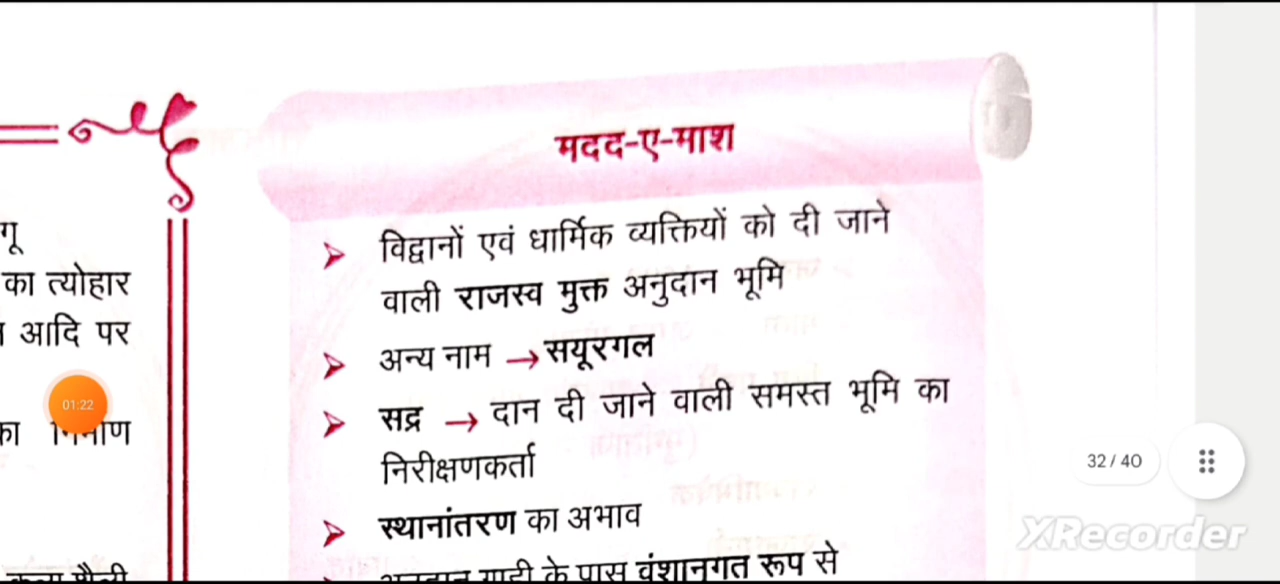 मदद-ए-माश
गू
का त्योहार
आदि पर
01:22
विद्वानों एवं धार्मिक व्यक्तियों को दी जाने
वाली राजस्व मुक्त अनुदान भूमि
अन्य नाम → सयूरगल
सद्र → दान दी जाने वाली समस्त भूमि का
निरीक्षणकर्ता
स्थानांतरण का अभाव
के पास वंशानुगत रूप से
32 / 40
XRecorder